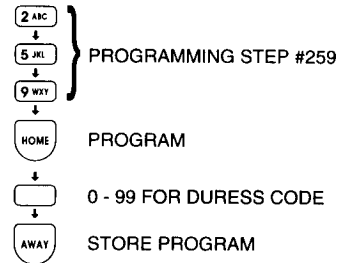 2 ABC
5 JKL
PROGRAMMING STEP #259
9 WXY
HOME PROGRAM
0 - 99 FOR DURESS CODE
AWAY STORE PROGRAM